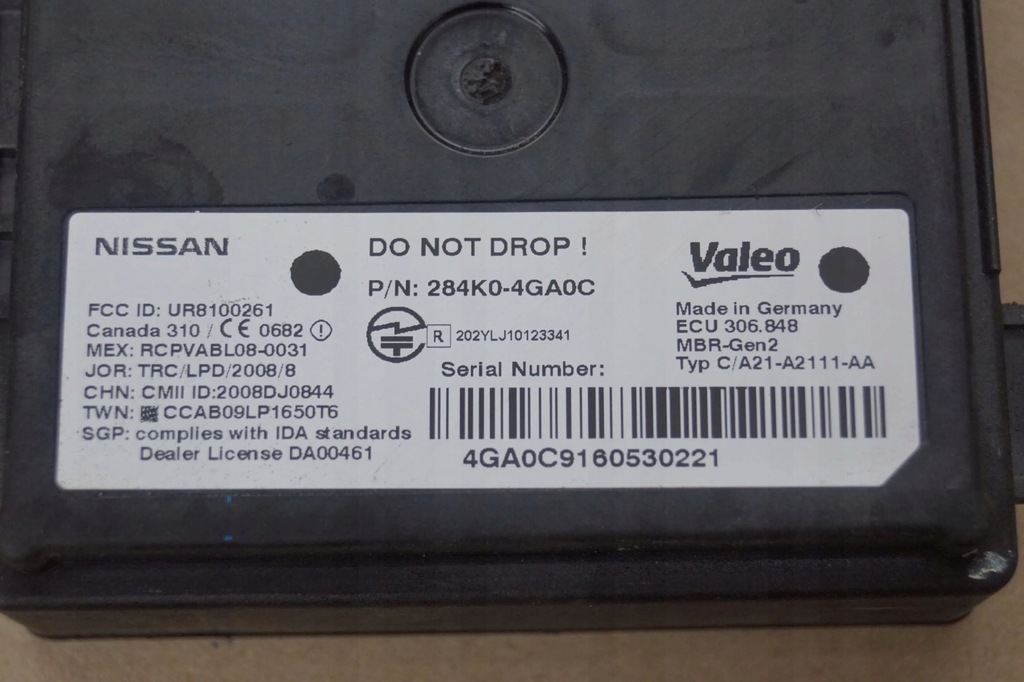 NISSAN
FCC ID: UR8100261
Canada 310 / CE 0682 !
MEX: RCPVABL08-0031
JOR: TRC/LPD/2008/8
CHN: CMII ID:2008DJ0844
TWN: CCAB09LP1650T6
SGP: complies with IDA standards
Dealer License DA00461
DO NOT DROP !
P/N: 284K0-4GA0C
R 202YLJ10123341
Serial Number:
4GA0C9160530221
Valeo
Made in Germany
ECU 306.848
MBR-Gen2
Typ C/A21-A2111-AA